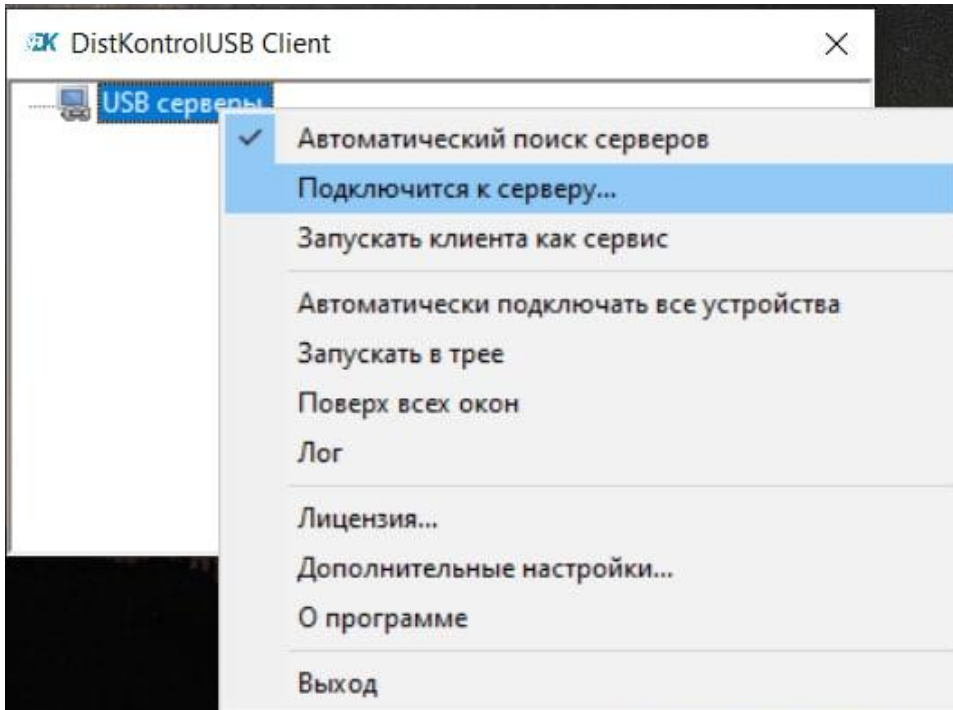 DK DistKontrolUSB Client
USB серверы
Автоматический поиск серверов
Подключится к серверу...
Запускать клиента как сервис
Автоматически подключать все устройства
Запускать в трее
Поверх всех окон
Лог
Лицензия...
Дополнительные настройки...
О программе
Выход